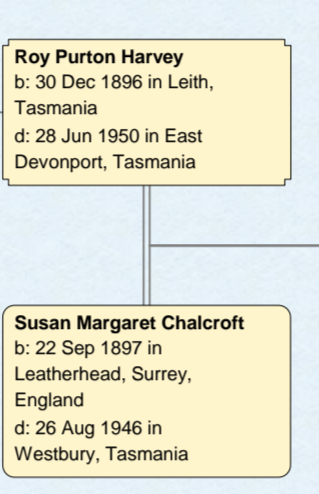 Roy Purton Harvey
b: 30 Dec 1896 in Leith,
Tasmania
d: 28 Jun 1950 in East
Devonport, Tasmania
Susan Margaret Chalcroft
b: 22 Sep 1897 in
Leatherhead, Surrey,
England
d: 26 Aug 1946 in
Westbury, Tasmania